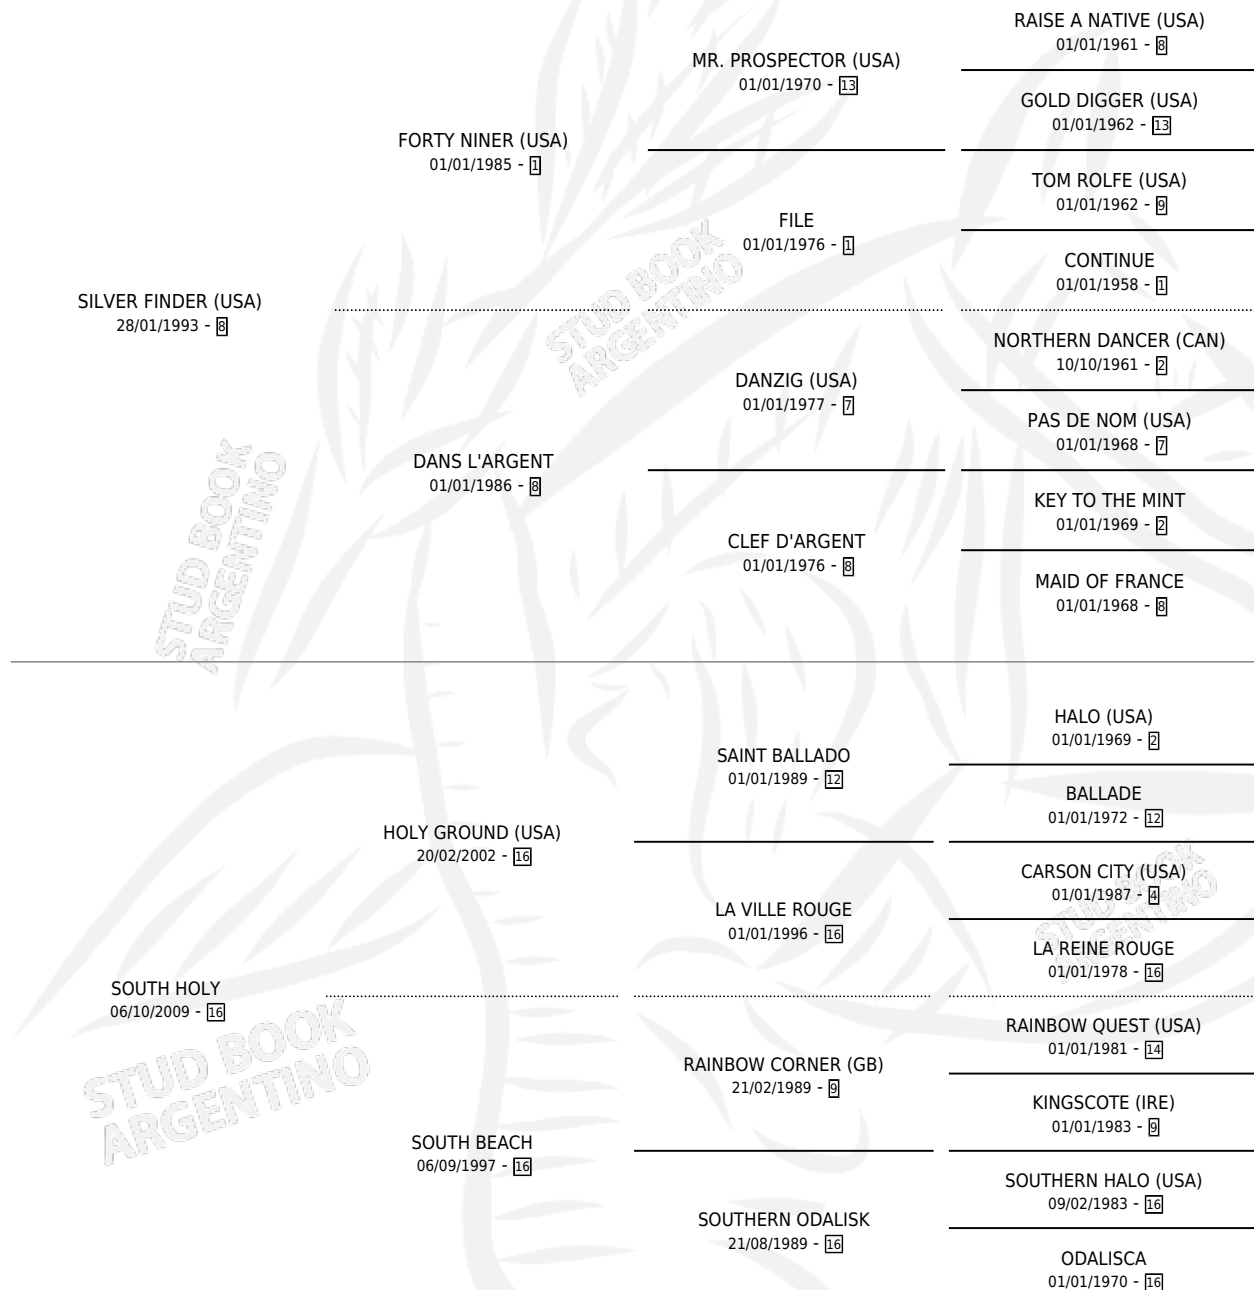 RAISE A NATIVE (USA)
01/01/1961 - 8
MR. PROSPECTOR (USA)
01/01/1970 - 13
GOLD DIGGER (USA)
01/01/1962 - 13
FORTY NINER (USA)
01/01/1985 - 1
TOM ROLFE (USA)
01/01/1962 - 9
FILE
01/01/1976 - 1
CONTINUE
01/01/1958 - 1
SILVER FINDER (USA)
28/01/1993 - 8
NORTHERN DANCER (CAN)
10/10/1961 - 2
DANZIG (USA)
01/01/1977 - 7
PAS DE NOM (USA)
01/01/1968 - 7
DANS L'ARGENT
01/01/1986 - 8
KEY TO THE MINT
01/01/1969 - 2
CLEF D'ARGENT
01/01/1976 - 8
MAID OF FRANCE
01/01/1968 - 8
HALO (USA)
01/01/1969 - 2
SAINT BALLADO
01/01/1989 - 12
BALLADE
01/01/1972 - 12
HOLY GROUND (USA)
20/02/2002 - 16
CARSON CITY (USA)
01/01/1987 - 4
LA VILLE ROUGE
01/01/1996 - 16
LA REINE ROUGE
01/01/1978 - 16
SOUTH HOLY
06/10/2009 - 16
RAINBOW QUEST (USA)
01/01/1981 - 14
RAINBOW CORNER (GB)
21/02/1989 - 9
KINGSCOTE (IRE)
01/01/1983 - 9
SOUTH BEACH
06/09/1997 - 16
SOUTHERN HALO (USA)
09/02/1983 - 16
SOUTHERN ODALISK
21/08/1989 - 16
ODALISCA
01/01/1970 - 16
STUD BOOK
ARGENTINO
STUD BOOK
ARGENTINO
STUD BOOK
ARGENTINO
STUD BOOK
ARGENTINO